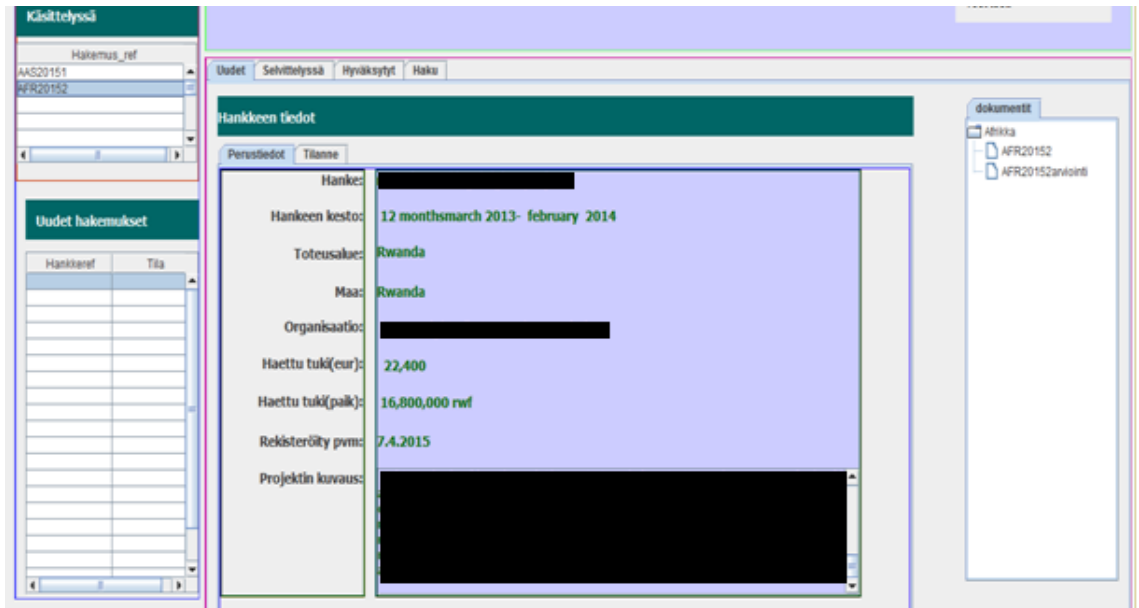 Käsittelyssä
Hakemus_ref
AAS20151
AFR20152
Uudet hakemukset
Hankkeref Tila
Uudet Selvittelyssä Hyväksytyt Haku
Hankkeen tiedot
Perustiedot Tilanne
Hanke:
Hankeen kesto: 12 monthsmarch 2013- february 2014
Toteusalue: Rwanda
Maa: Rwanda
Organisaatio:
Haettu tuki(eur): 22,400
Haettu tuki(paik): 16,800,000 rwf
Rekisteröity pvm: 7.4.2015
Projektin kuvaus:
dokumentit
Afrikka
AFR20152
AFR20152arviointi